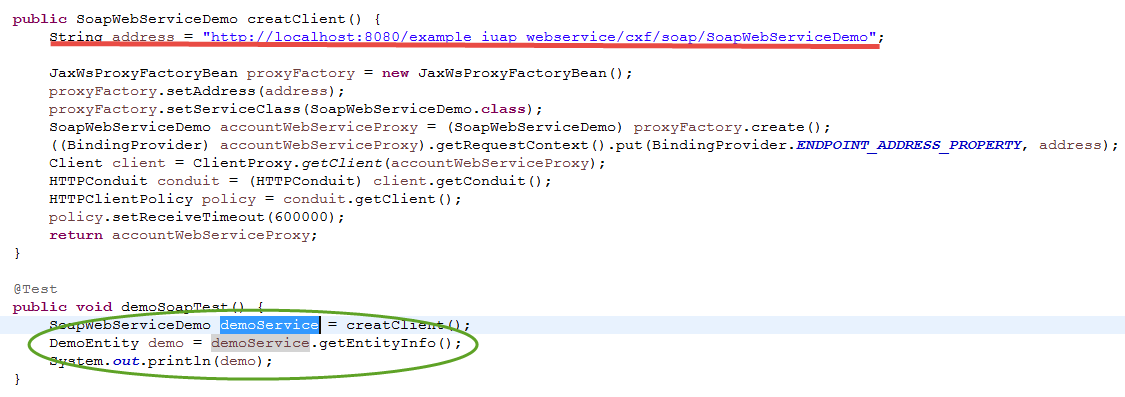 public SoapWebServiceDemo creatClient() {
String address = "http://localhost:8080/example_iuap_webservice/cxf/soap/SoapWebServiceDemo";
JaxWsProxyFactoryBean proxyFactory = new JaxWsProxyFactoryBean();
proxyFactory.setAddress(address);
proxyFactory.setServiceClass(SoapWebServiceDemo.class);
SoapWebServiceDemo accountWebServiceProxy = (SoapWebServiceDemo) proxyFactory.create();
((BindingProvider) accountWebServiceProxy).getRequestContext().put(BindingProvider.ENDPOINT_ADDRESS_PROPERTY, address);
Client client = ClientProxy.getClient(accountWebServiceProxy);
HTTPConduit conduit = (HTTPConduit) client.getConduit();
HTTPClientPolicy policy = conduit.getClient();
policy.setReceiveTimeout(600000);
return accountWebServiceProxy;
}
@Test
public void demoSoapTest() {
SoapWebServiceDemo demoService = creatClient();
DemoEntity demo = demoService.getEntityInfo();
System.out.println(demo);
}